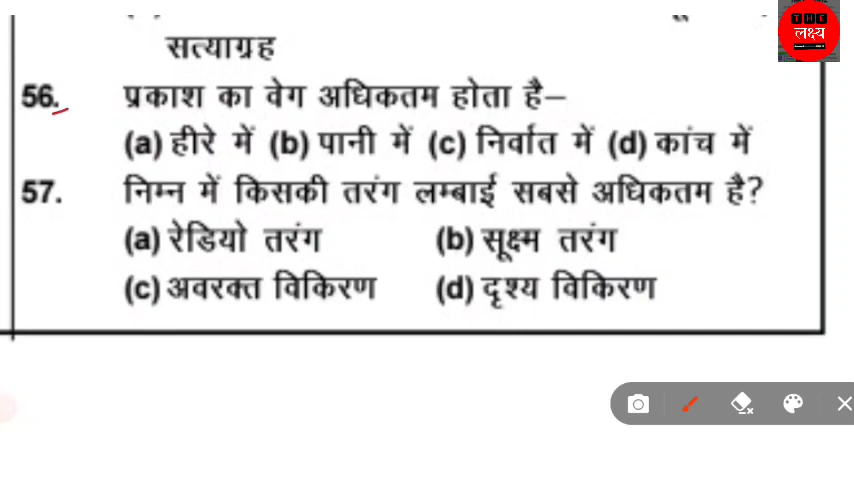 THE
लक्ष्य
सत्याग्रह
56. प्रकाश का वेग अधिकतम होता है–
(a) हीरे में (b) पानी में (c) निर्वात में (d) कांच में
57. निम्न में किसकी तरंग लम्बाई सबसे अधिकतम है?
(a) रेडियो तरंग (b) सूक्ष्म तरंग
(c) अवरक्त विकिरण (d) दृश्य विकिरण